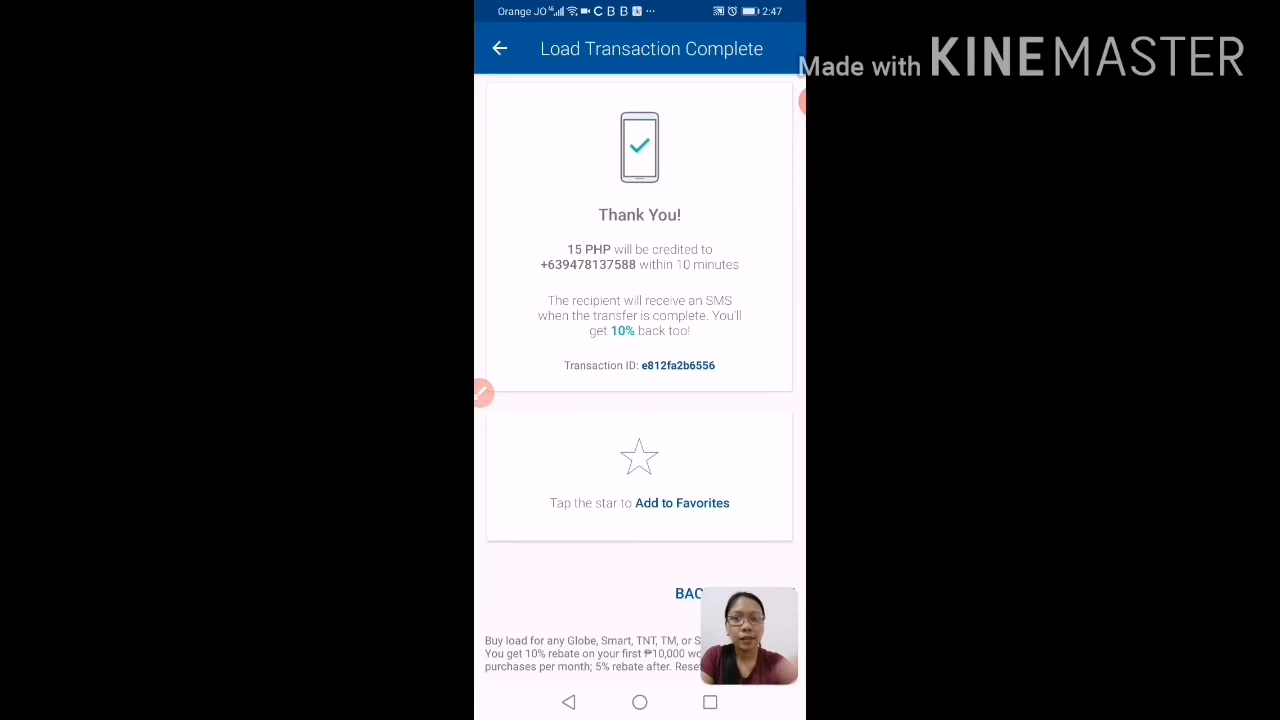 Orange JO 2:47
Load Transaction Complete
Made with KINEMASTER
Thank You!
15 PHP will be credited to
+639478137588 within 10 minutes
The recipient will receive an SMS
when the transfer is complete. You'll
get 10% back too!
Transaction ID: e812fa2b6556
Tap the star to Add to Favorites
Buy load for any Globe, Smart, TNT, TM, or
You get 10% rebate on your first ₱10,000
purchases per month; 5% rebate after.